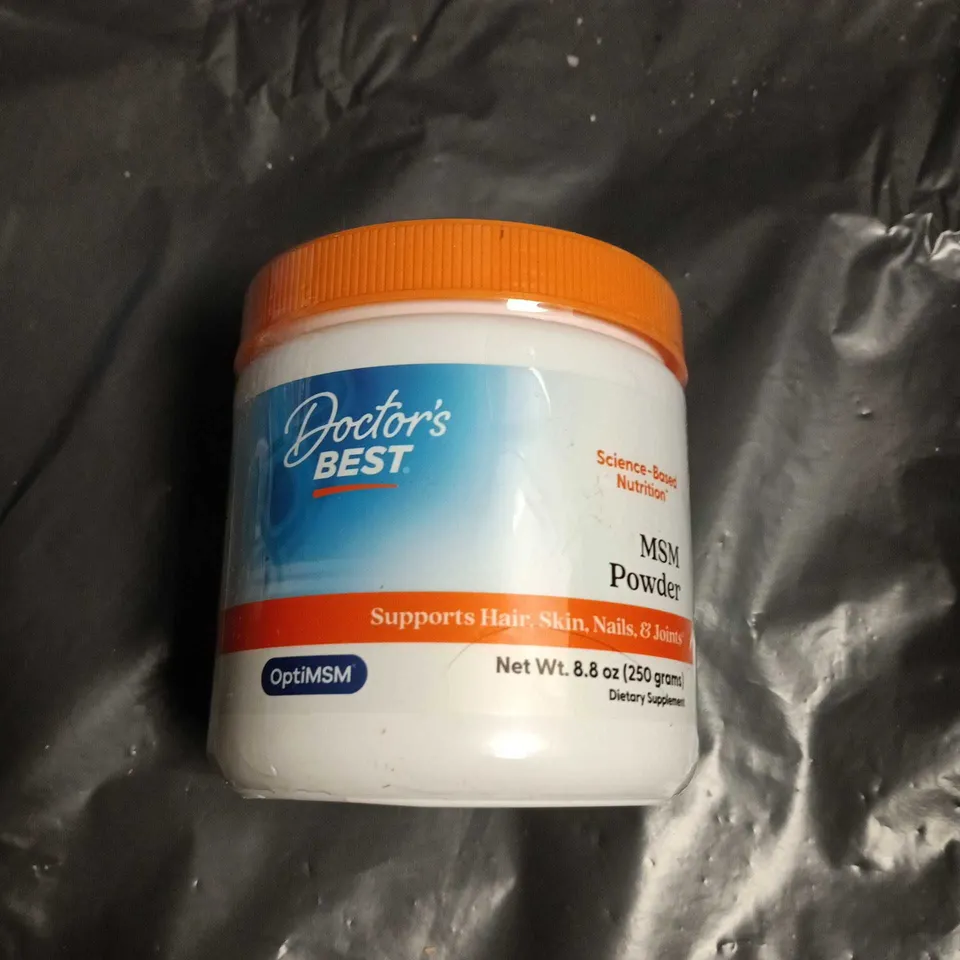 Doctor's
BEST®
Science-Based
Nutrition™
MSM
Powder
Supports Hair, Skin, Nails, & Joints*
OptiMSM®
Net Wt. 8.8 oz (250 grams)
Dietary Supplement